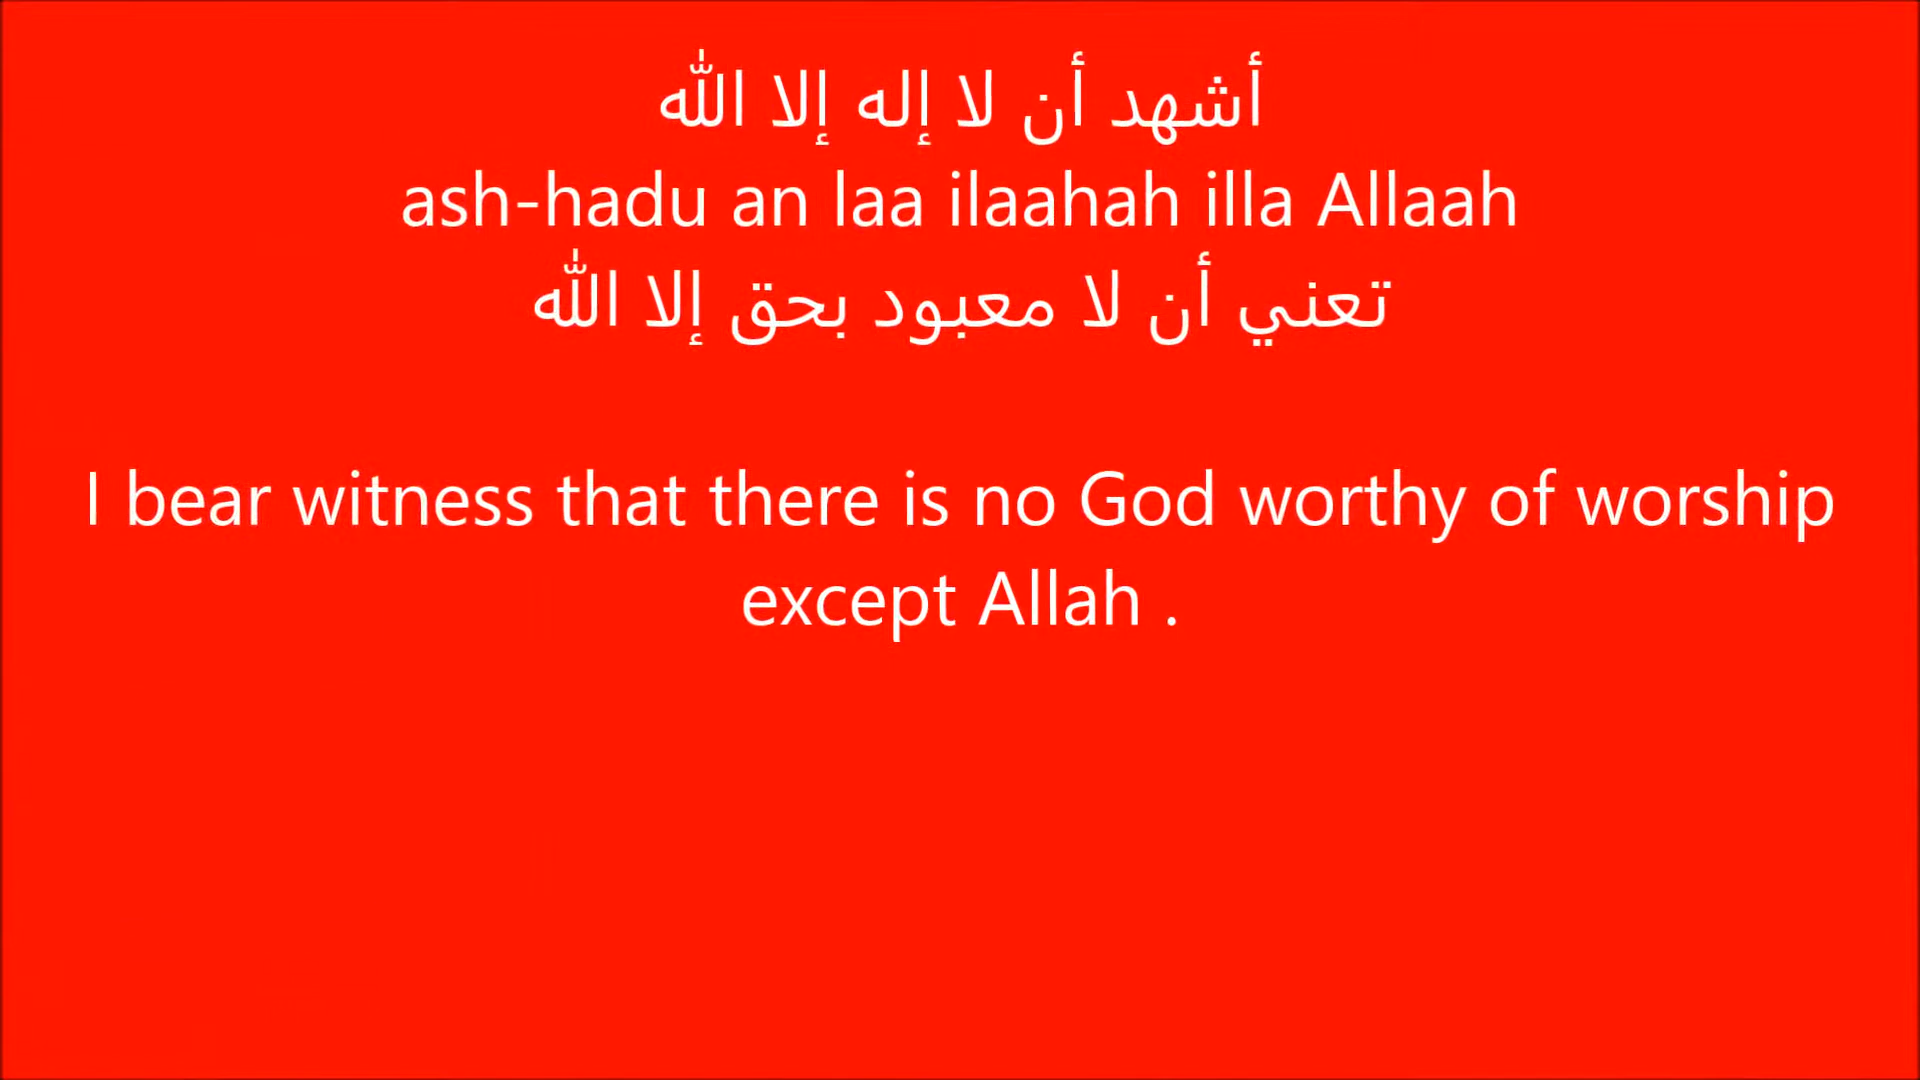 أشهد أن لا إله إلا الله
ash-hadu an laa ilaahah illa Allaah
تعني أن لا معبود بحق إلا الله
I bear witness that there is no God worthy of worship
except Allah .